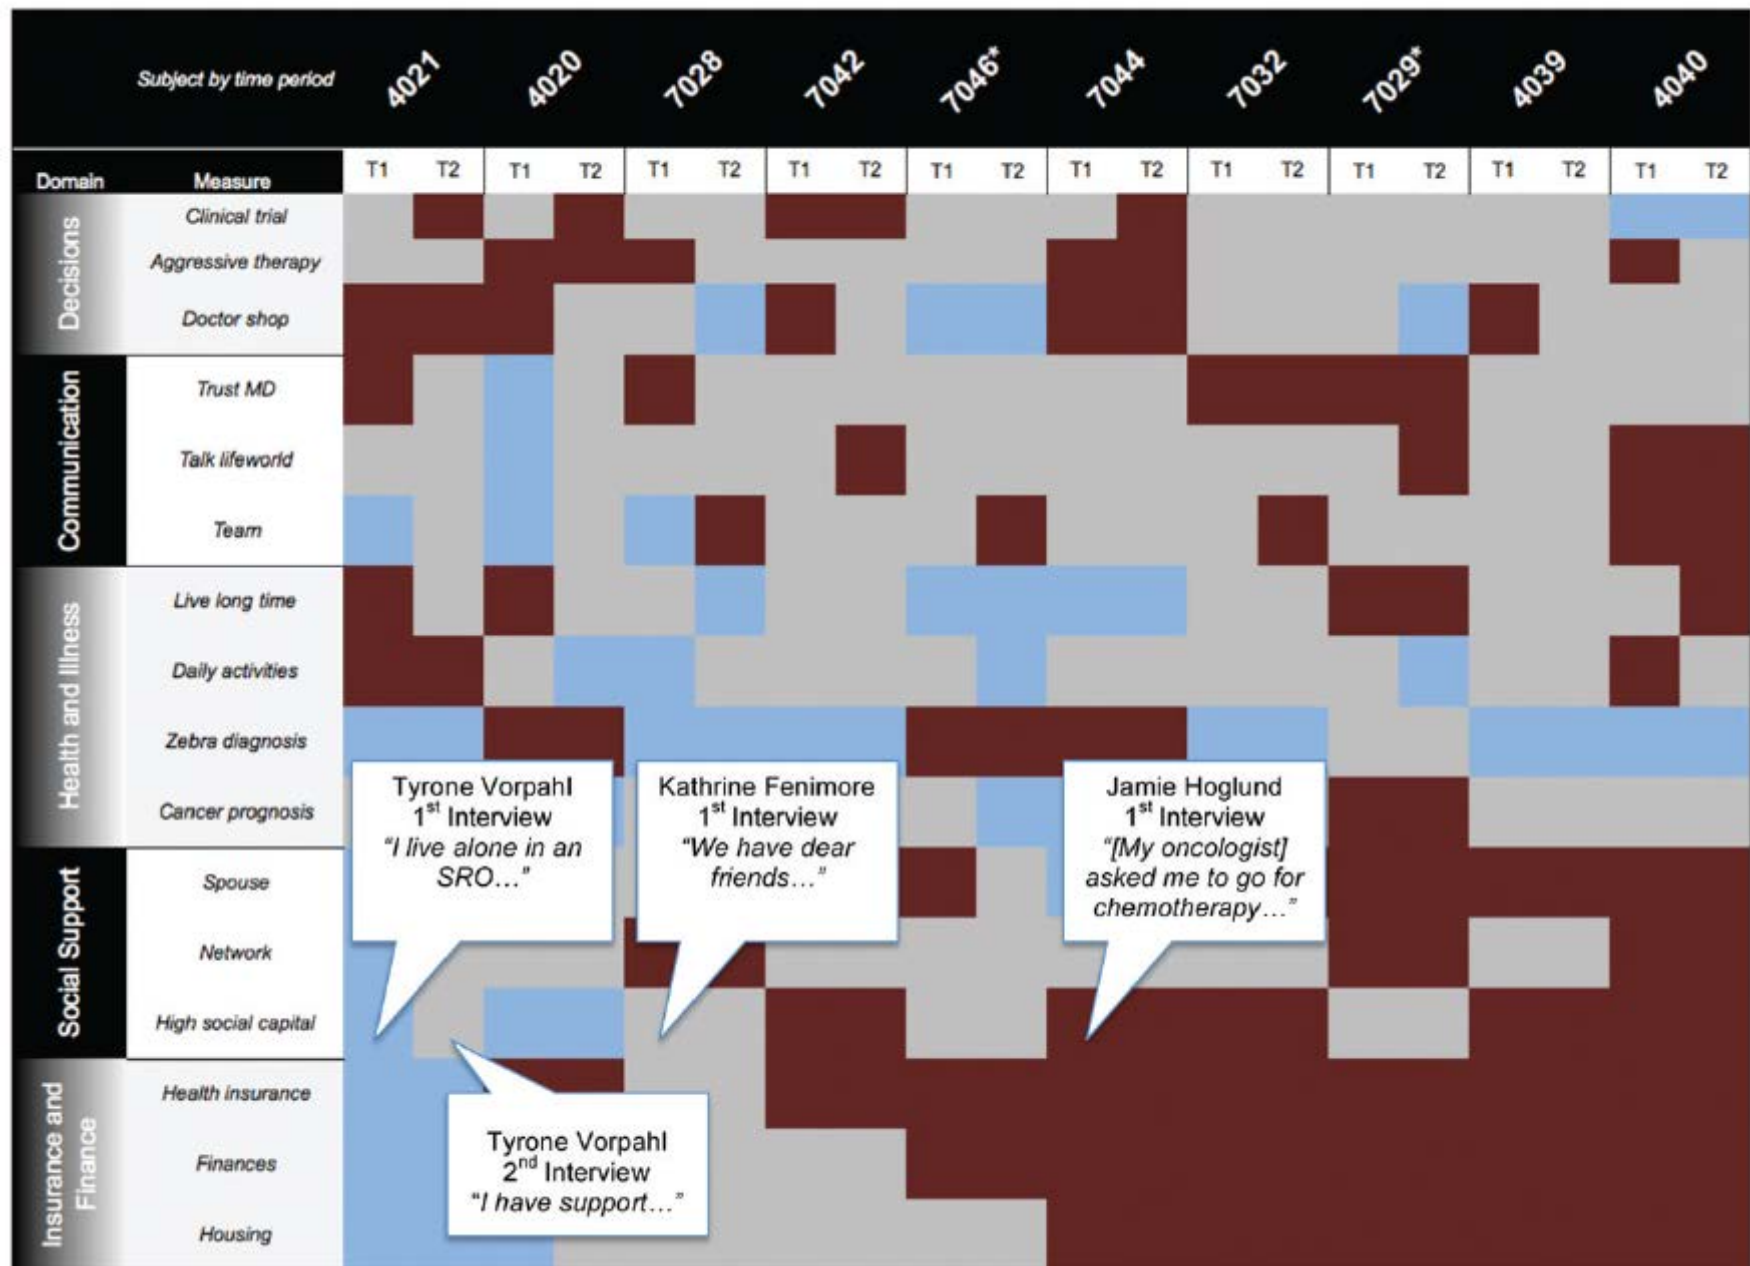 Subject by time period 4021 4020 7028 7042 7046* 7044 7032 7029* 4039 4040
Domain Measure T1 T2 T1 T2 T1 T2 T1 T2 T1 T2 T1 T2 T1 T2 T1 T2 T1 T2 T1 T2
Decisions
Clinical trial
Aggressive therapy
Doctor shop
Communication
Trust MD
Talk lifeworld
Team
Health and Illness
Live long time
Daily activities
Zebra diagnosis
Cancer prognosis
Tyrone Vorpahl
1st Interview
"I live alone in an
SRO…"
Kathrine Fenimore
1st Interview
"We have dear
friends…"
Jamie Hoglund
1st Interview
"[My oncologist]
asked me to go for
chemotherapy…"
Social Support
Spouse
Network
High social capital
Insurance and
Finance
Health insurance
Finances
Housing
Tyrone Vorpahl
2nd Interview
"I have support…"